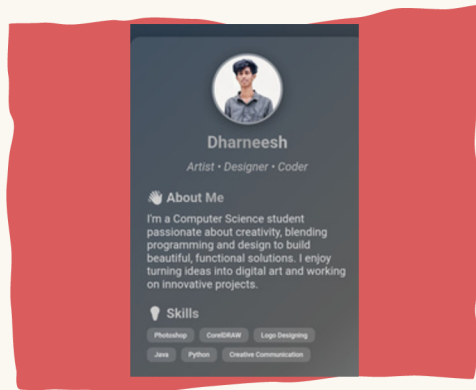 Dharneesh
Artist • Designer • Coder
👋 About Me
I'm a Computer Science student
passionate about creativity, blending
programming and design to build
beautiful, functional solutions. I enjoy
turning ideas into digital art and working
on innovative projects.
💡 Skills
Photoshop CorelDRAW Logo Designing
Java Python Creative Communication